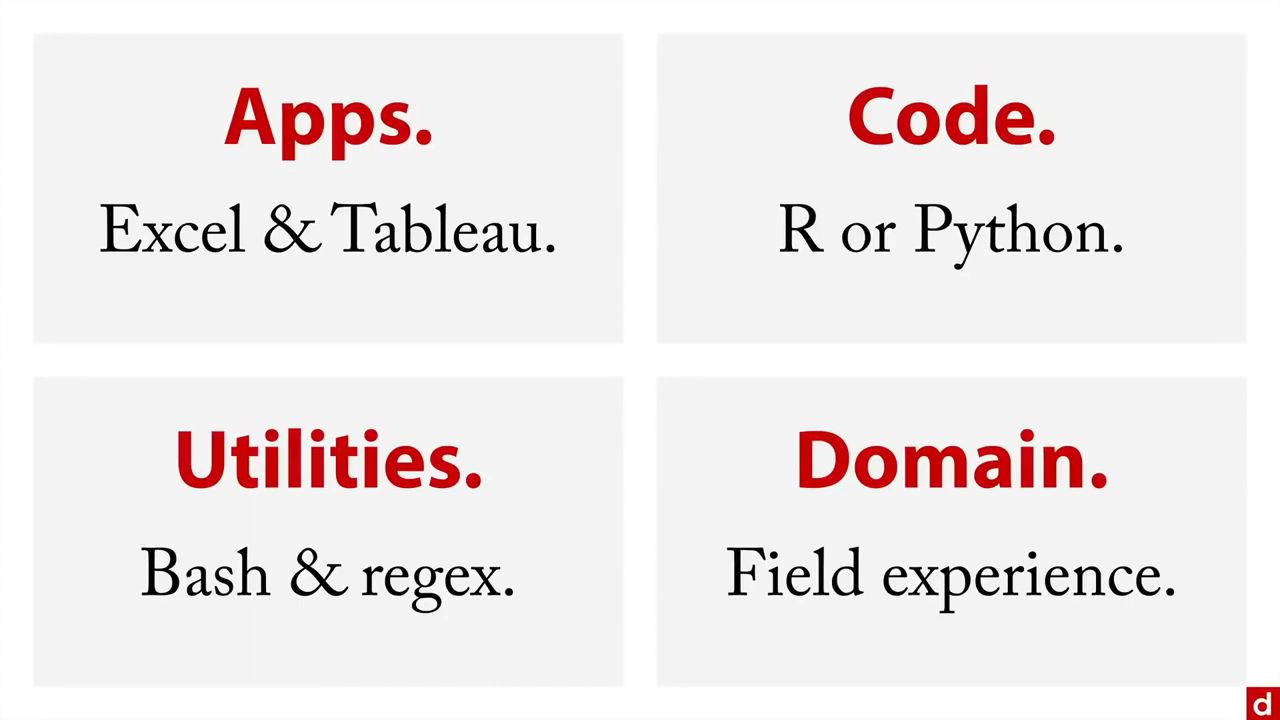 Apps.
Excel & Tableau.
Code.
R or Python.
Utilities.
Bash & regex.
Domain.
Field experience.
d